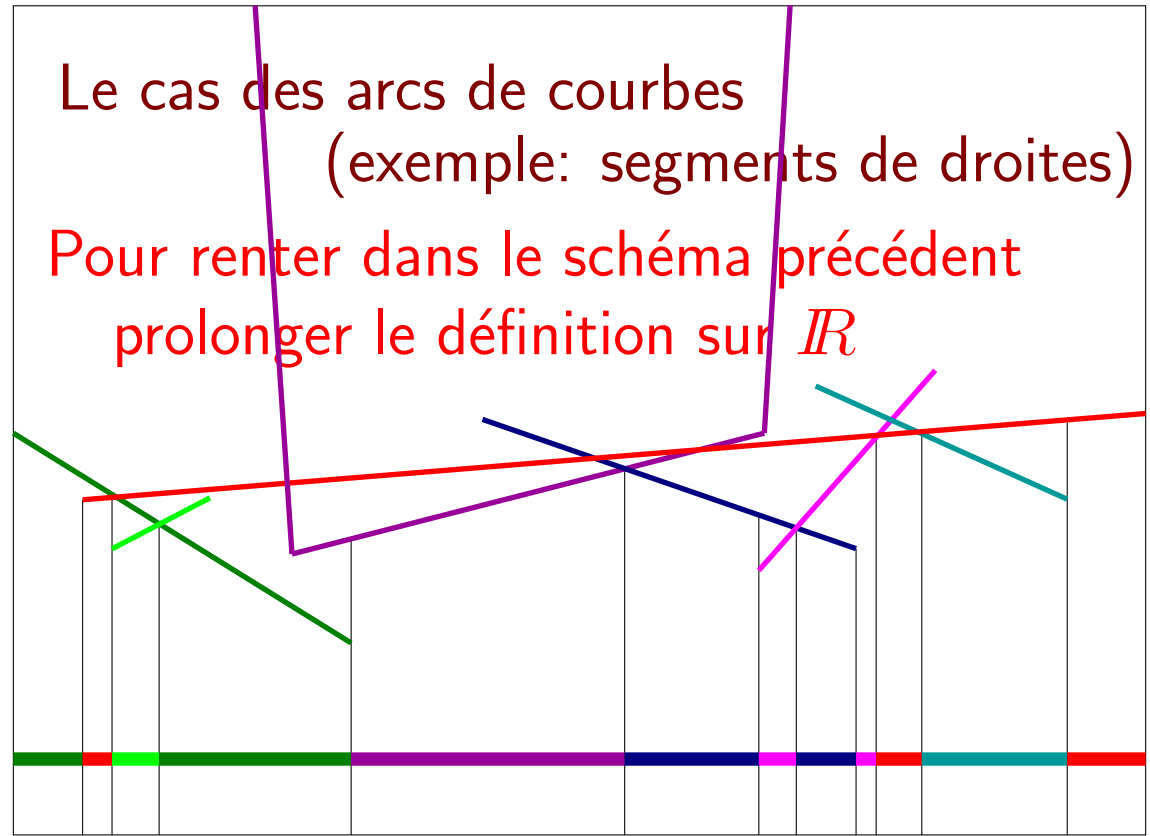 Le cas des arcs de courbes
(exemple: segments de droites)
Pour renter dans le schéma précédent
prolonger le définition sur ℝ